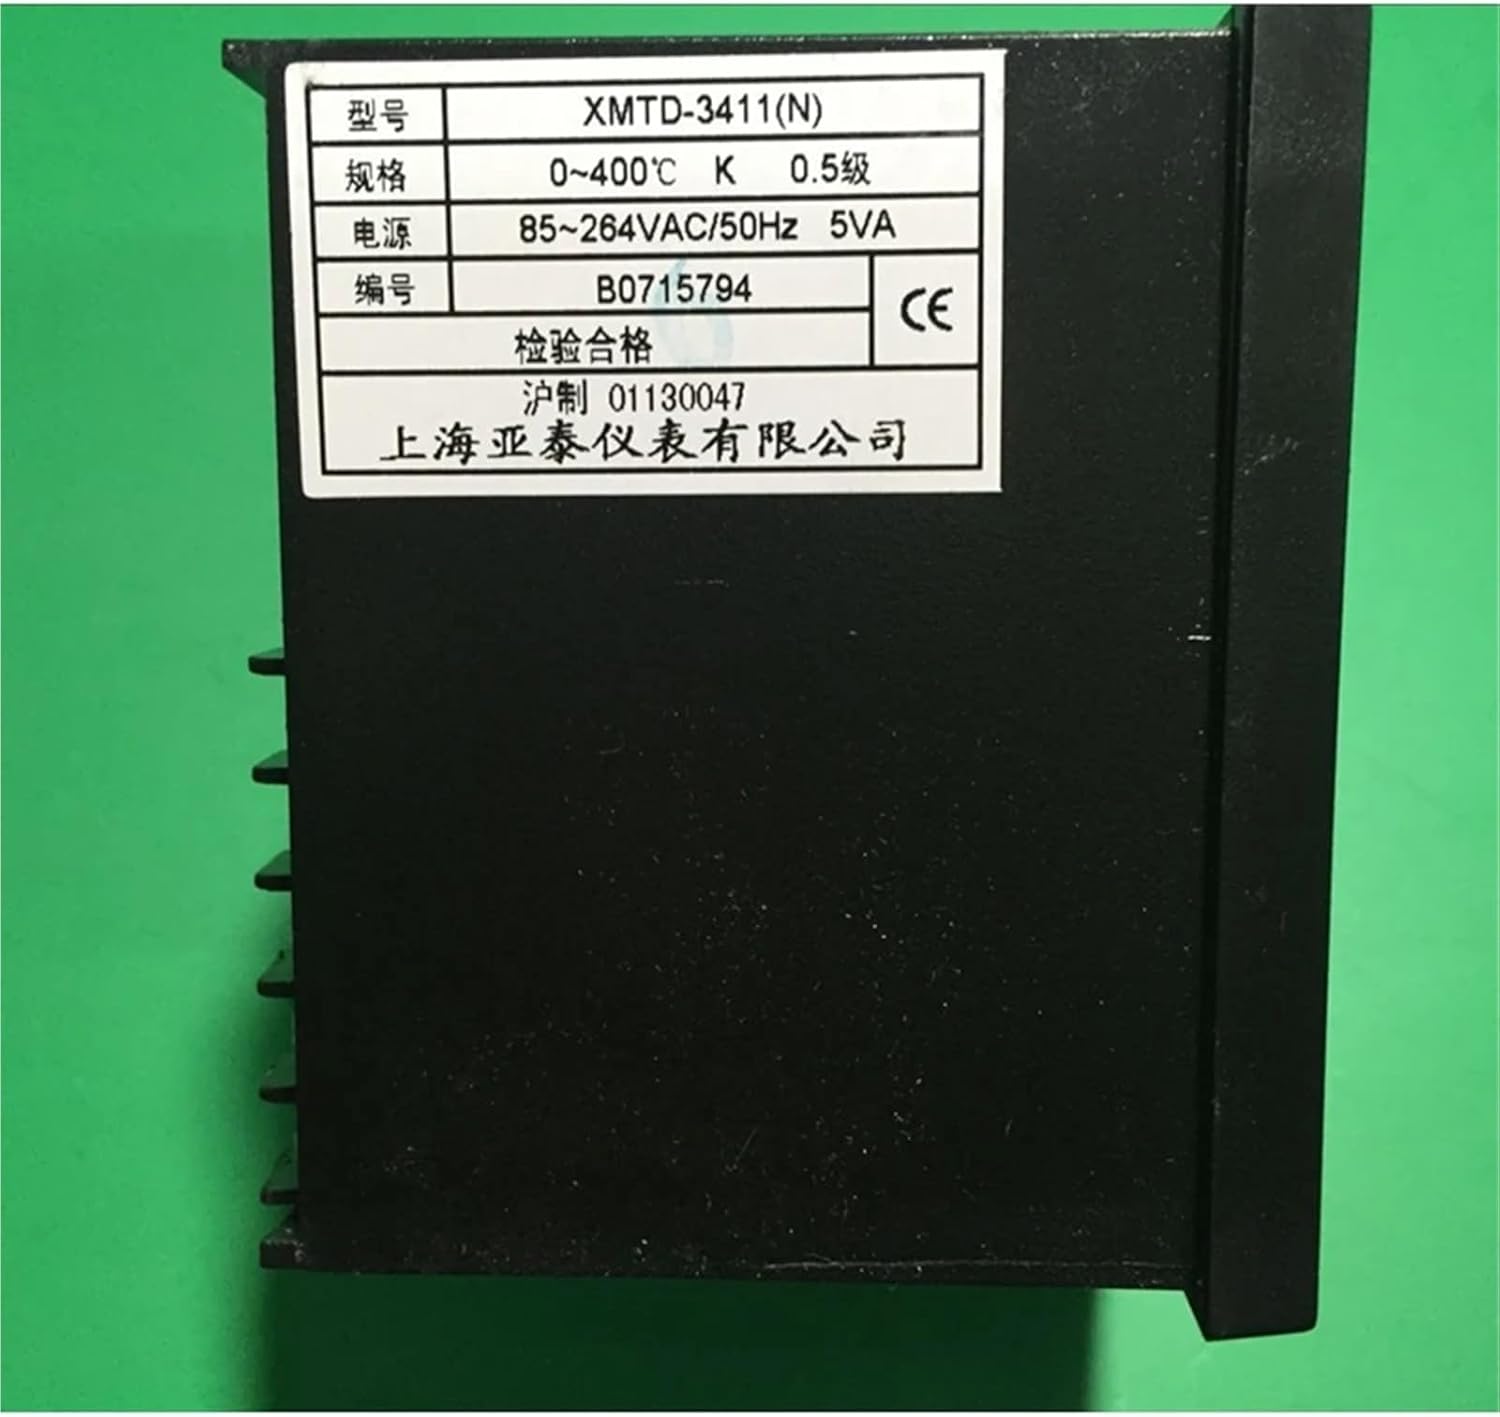 型号 XMTD-3411(N)
规格 0~400℃ K 0.5级
电源 85~264VAC/50Hz 5VA
编号 B0715794
CE
检验合格
沪制 01130047
上海亚泰仪表有限公司